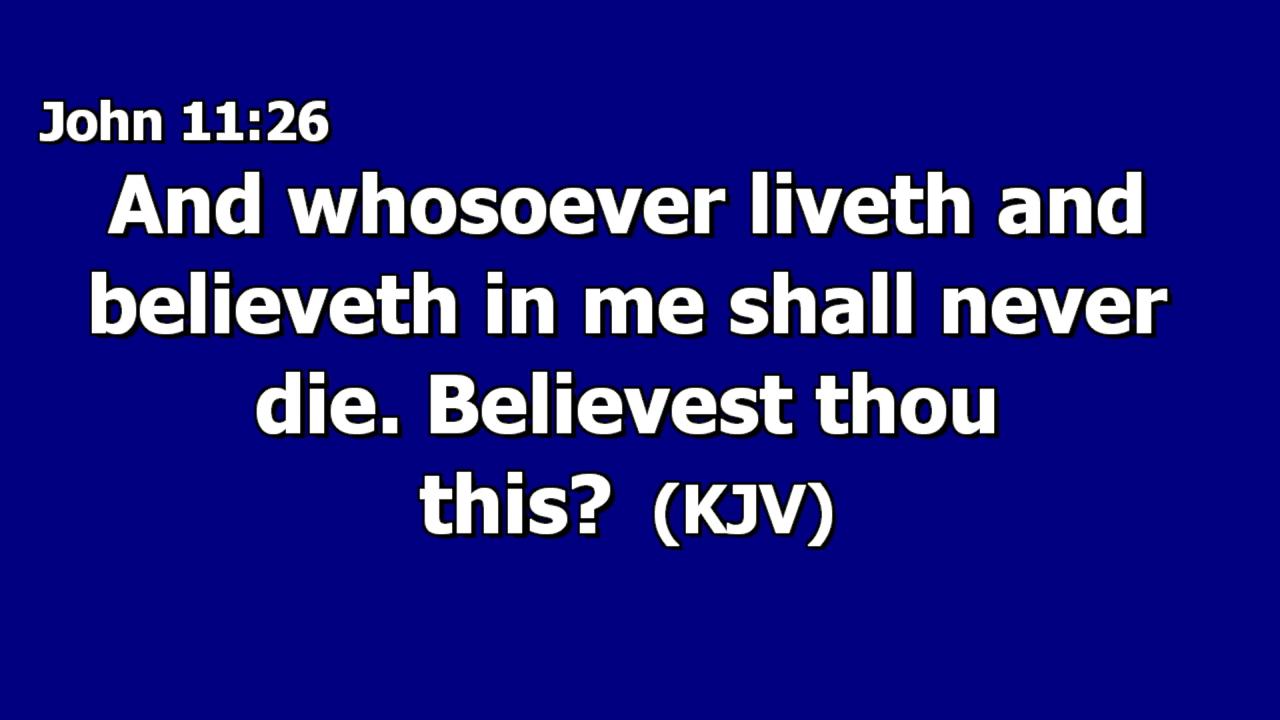 John 11:26
And whosoever liveth and
believeth in me shall never
die. Believest thou
this? (KJV)